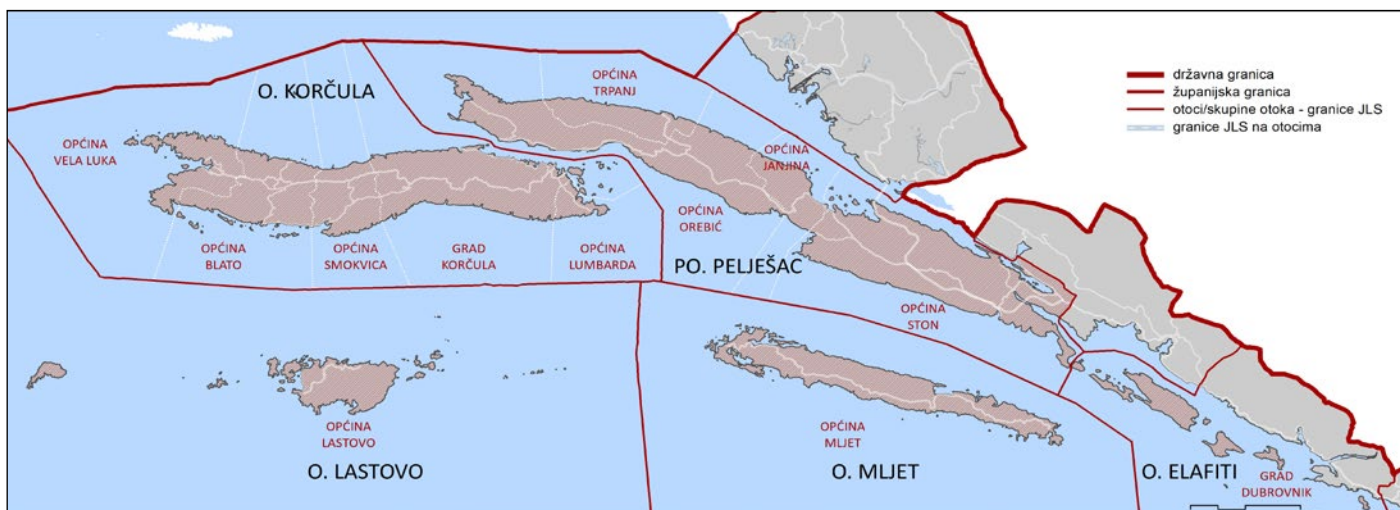 državna granica
županijska granica
otoci/skupine otoka - granice JLS
granice JLS na otocima
O. KORČULA
OPĆINA
TRPANJ
OPĆINA
VELA LUKA
OPĆINA
JANJINA
OPĆINA
OREBIĆ
OPĆINA
BLATO
OPĆINA
SMOKVICA
GRAD
KORČULA
OPĆINA
LUMBARDA
PO. PELJEŠAC
OPĆINA
STON
OPĆINA
LASTOVO
O. LASTOVO
OPĆINA
MLJET
O. MLJET
O. ELAFITI
GRAD
DUBROVNIK